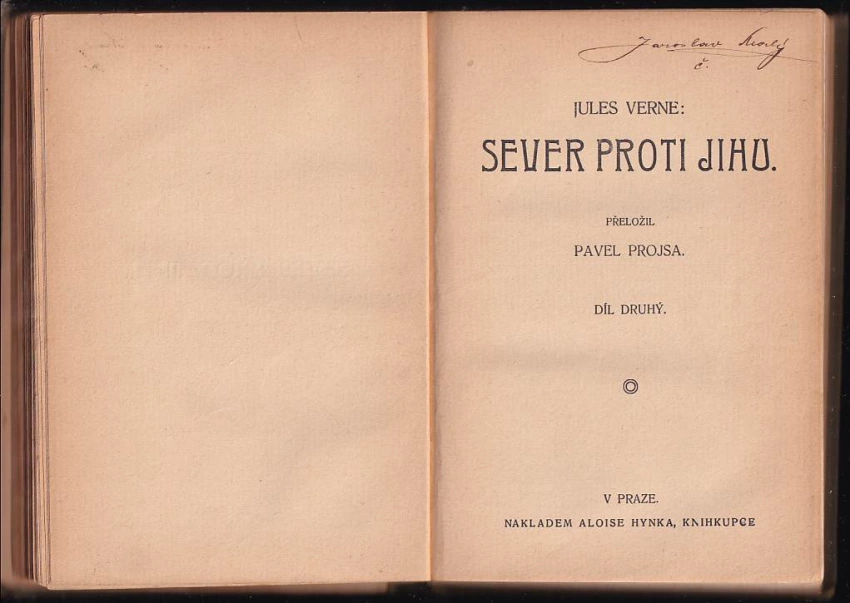 Jaroslav
č.
JULES VERNE:
SEVER PROTI JIHU.
PŘELOŽIL
PAVEL PROJSA.
DÍL DRUHÝ.
V PRAZE.
NAKLADEM ALOISE HYNKA, KNIHKUPCE